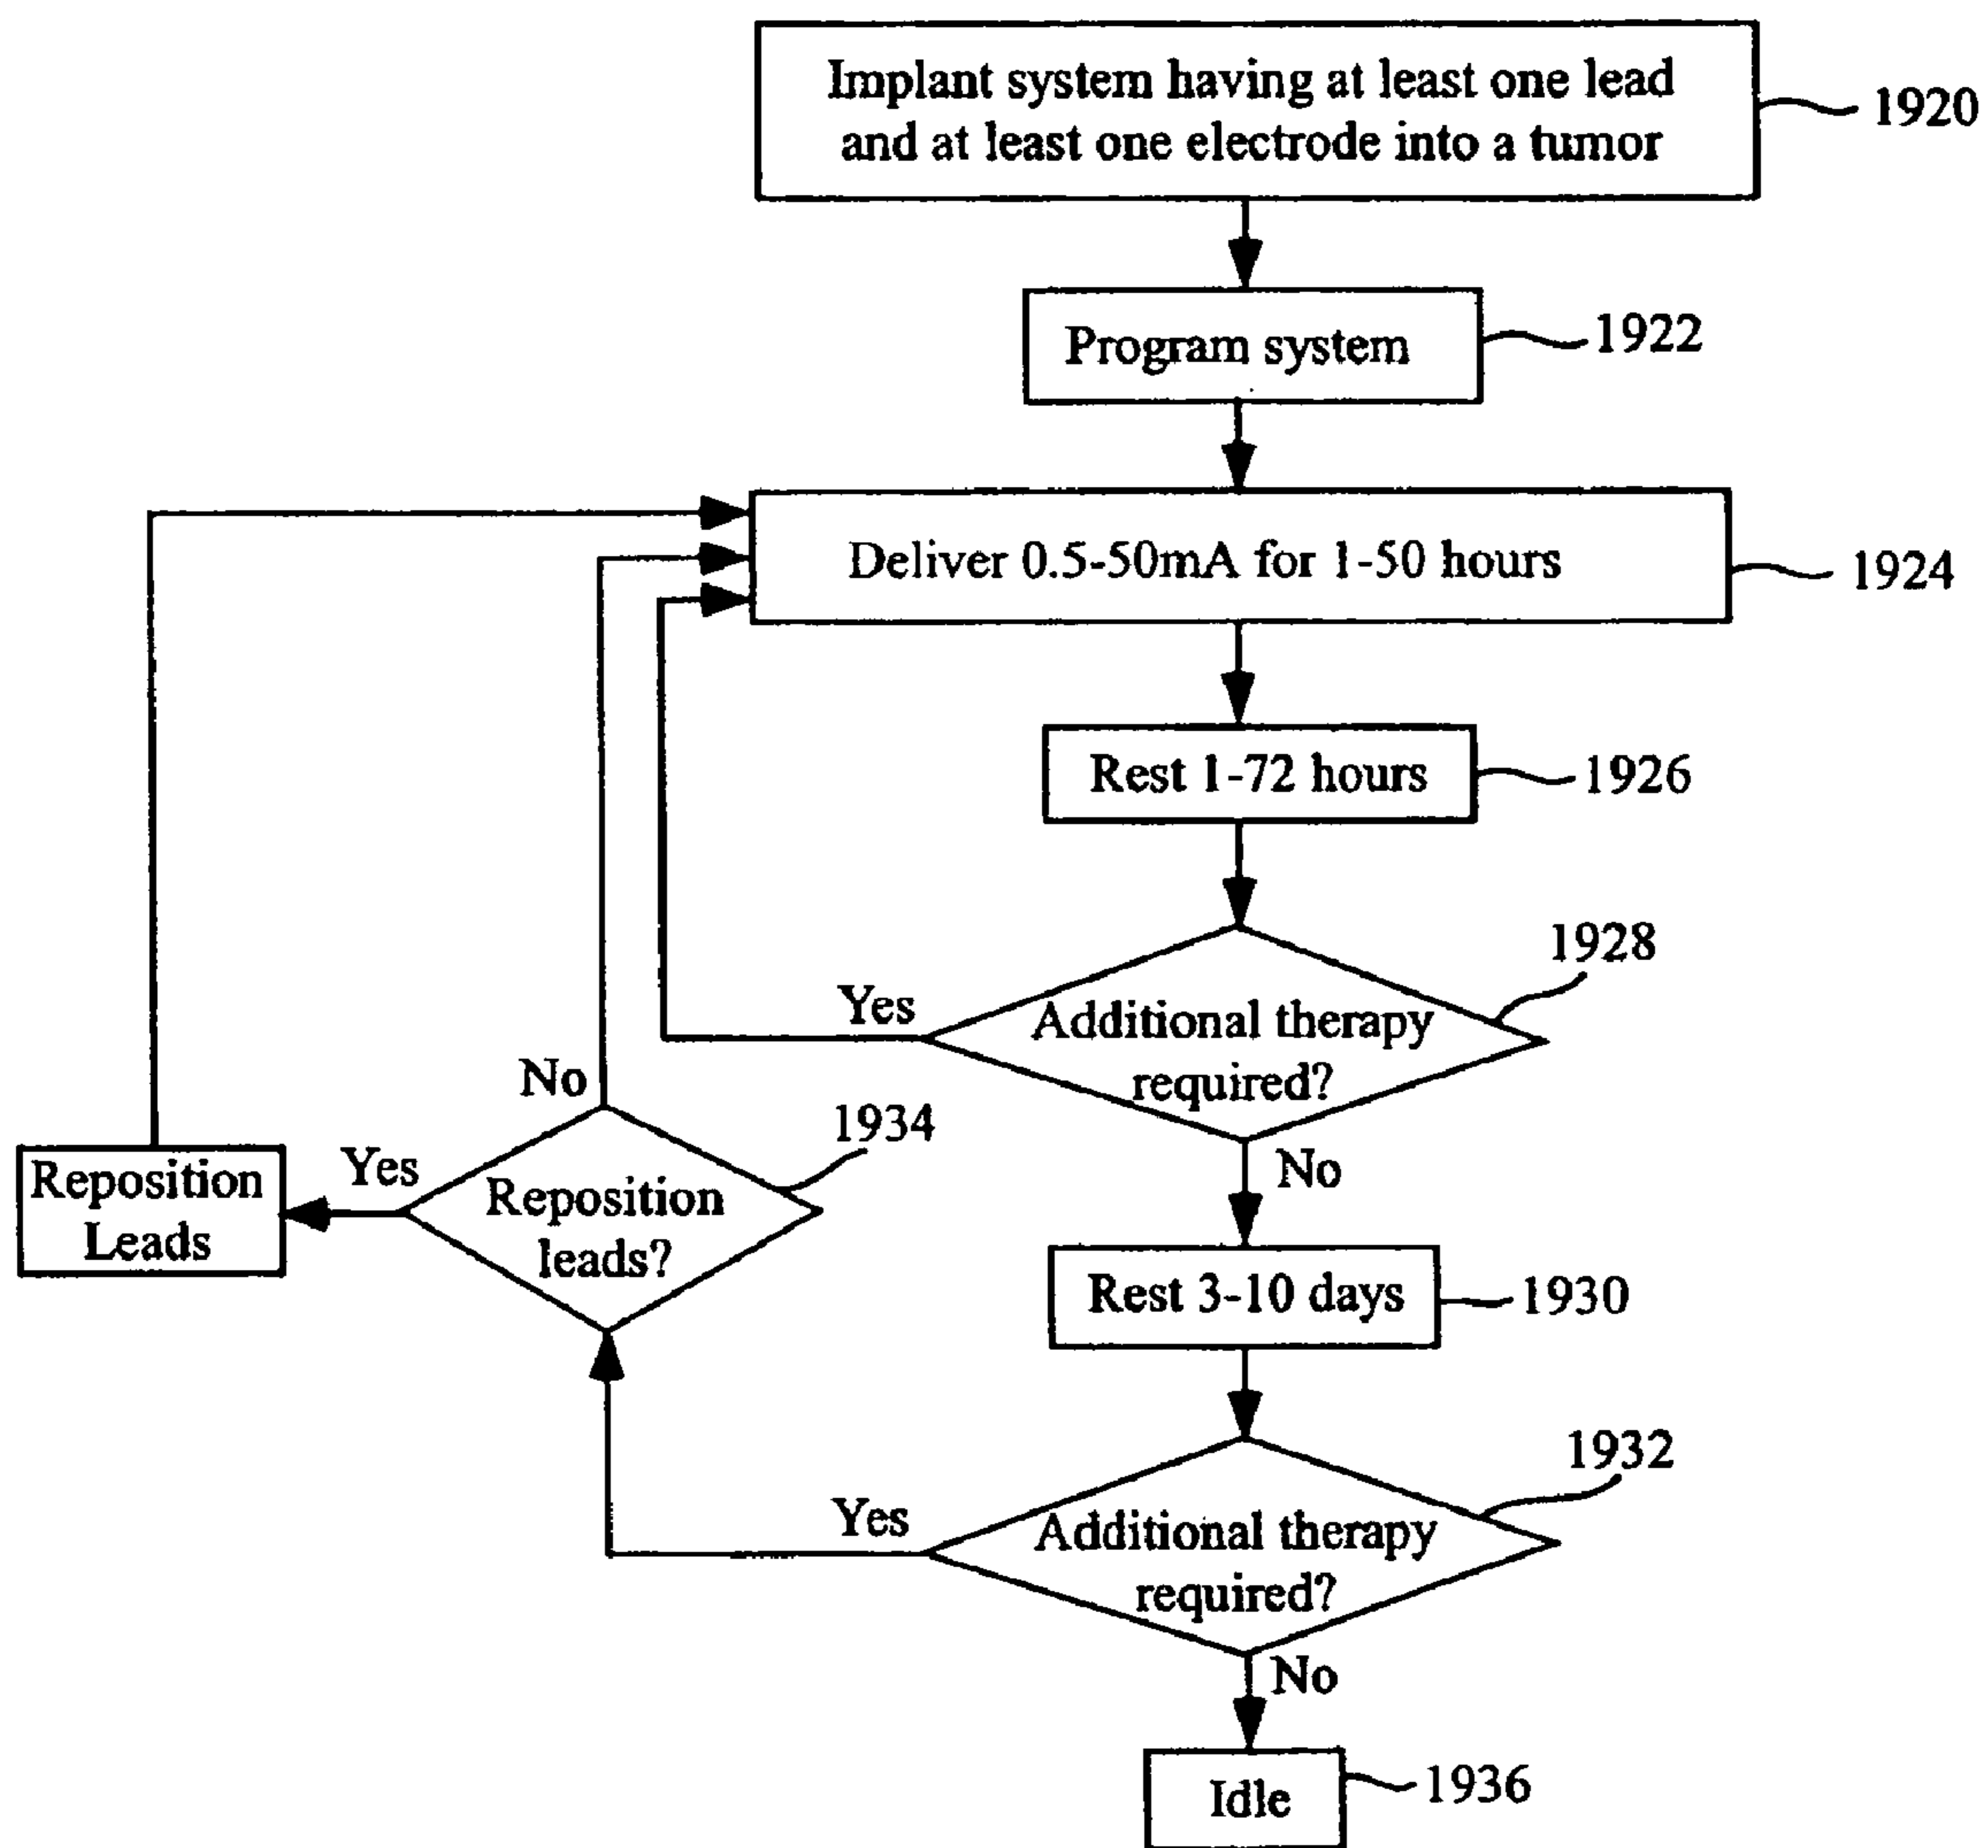 Implant system having at least one lead
and at least one electrode into a tumor
1920
Program system
1922
Deliver 0.5-50mA for 1-50 hours
1924
Rest 1-72 hours
1926
1928
Yes
Additional therapy
required?
No
No
1934
Reposition
Leads
Yes
Reposition
leads?
Rest 3-10 days
1930
1932
Yes
Additional therapy
required?
No
Idle
1936